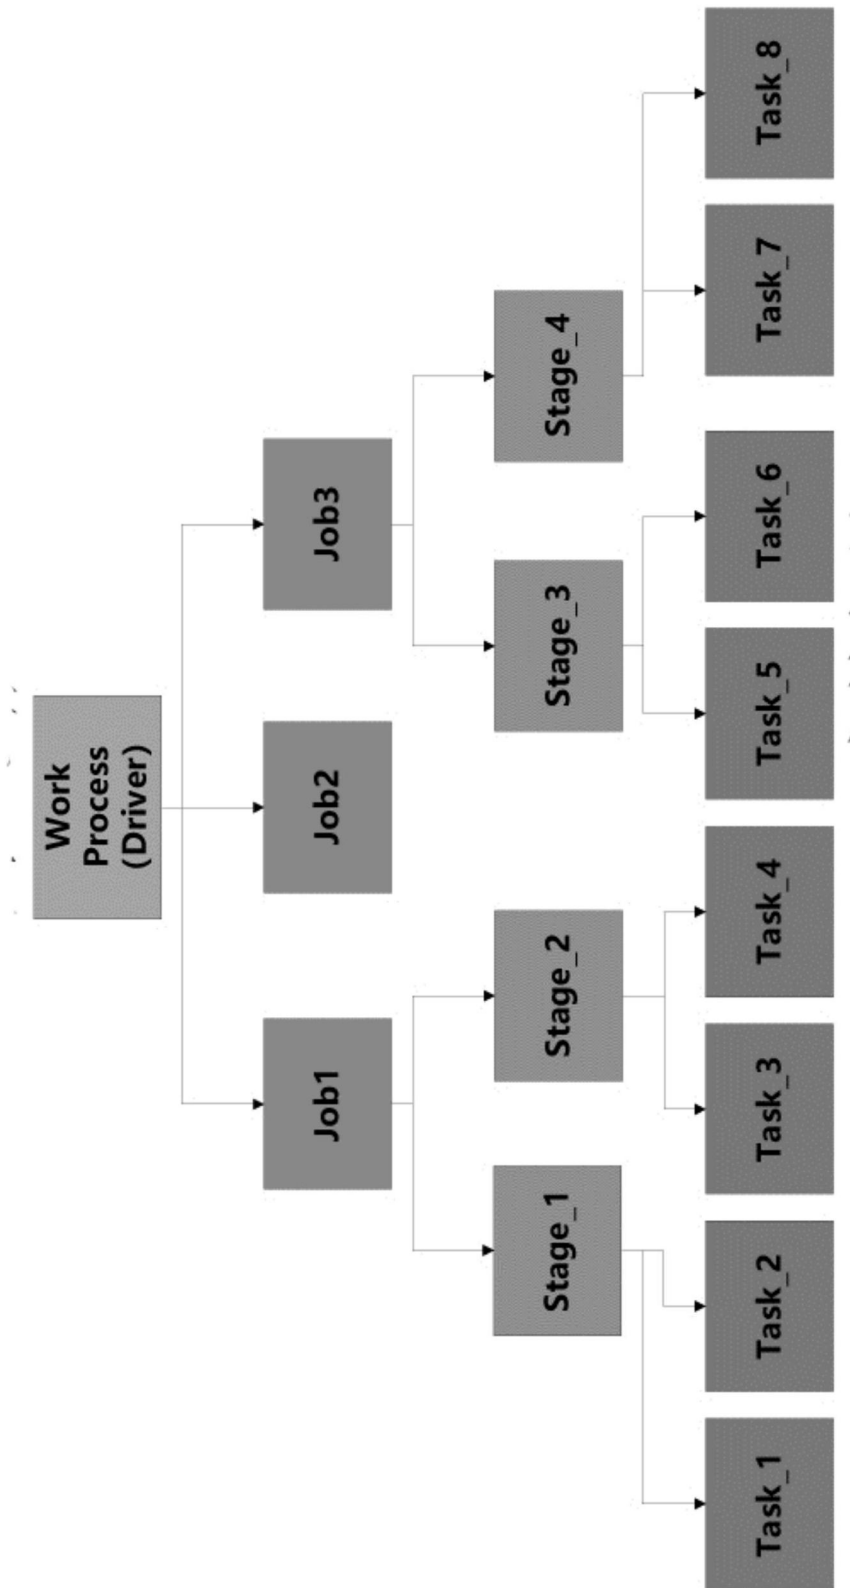 Work
Process
(Driver)
Job1
Job2
Job3
Stage_1
Stage_2
Stage_3
Stage_4
Task_1
Task_2
Task_3
Task_4
Task_5
Task_6
Task_7
Task_8